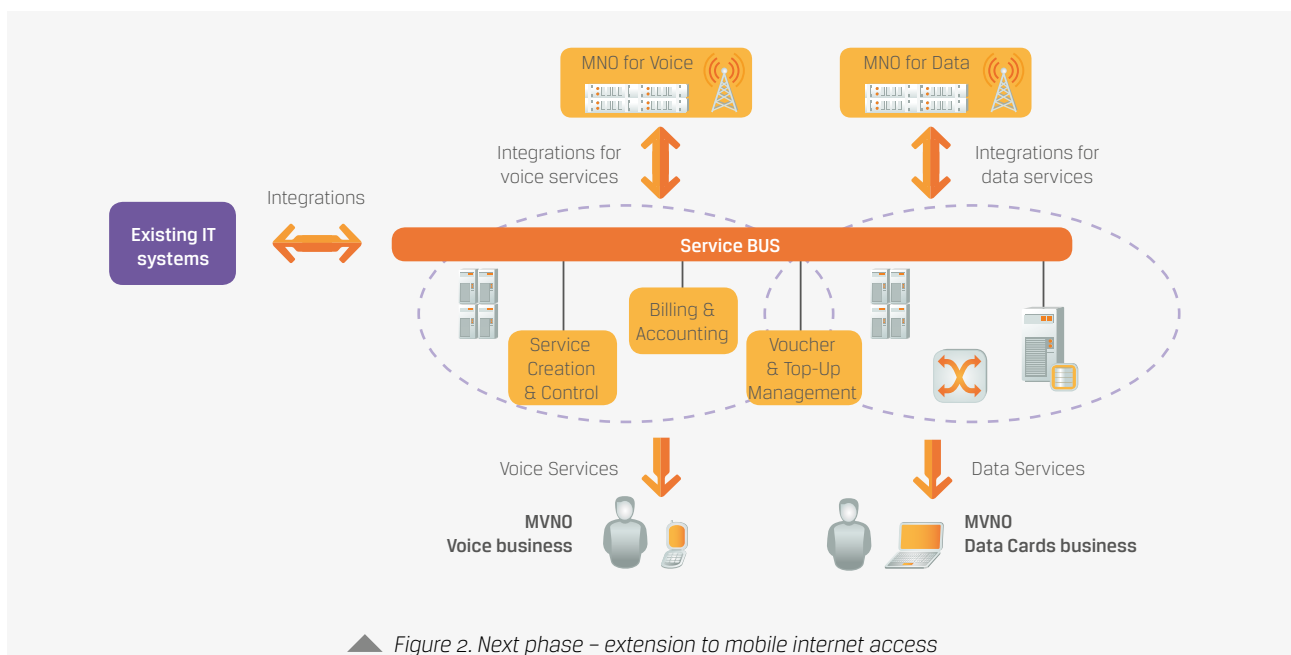 MNO for Voice
MNO for Data
Integrations for
voice services
Integrations for
data services
Integrations
Existing IT
systems
Service BUS
Billing &
Accounting
Service
Creation
& Control
Voucher
& Top-Up
Management
Voice Services
Data Services
MVNO
Voice business
MVNO
Data Cards business
Figure 2. Next phase – extension to mobile internet access